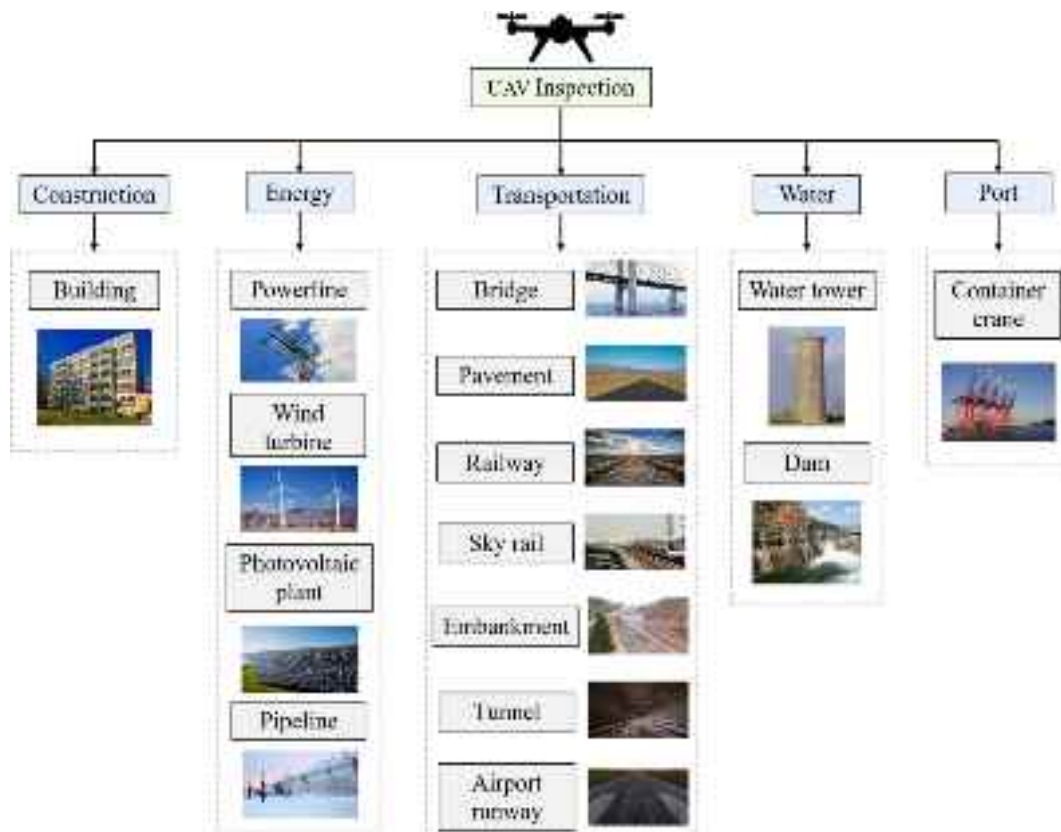 UAV Inspection
Construction
Energy
Transportation
Water
Port
Building
Powerline
Wind
turbine
Photovoltaic
plant
Pipeline
Bridge
Pavement
Railway
Sky rail
Embankment
Tunnel
Airport
runway
Water tower
Dam
Container
crane